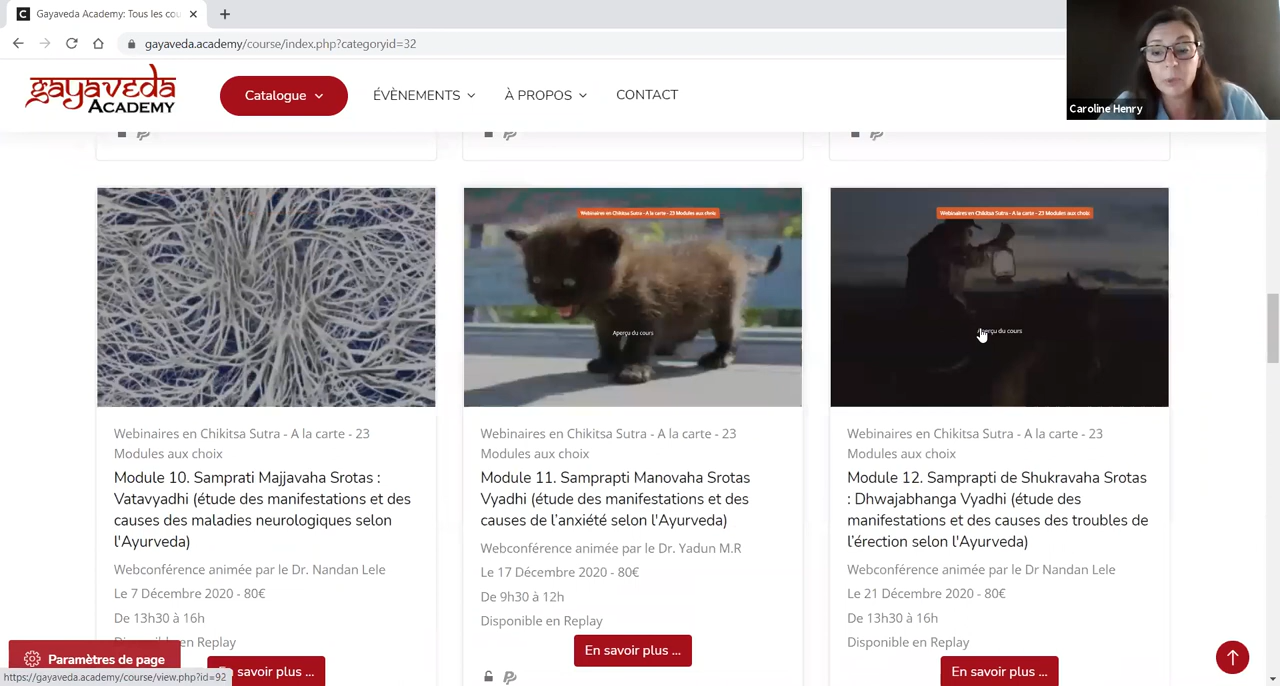 Gayaveda Academy: Tous les cou
gayaveda.academy/course/index.php?categoryid=32
gayaveda
ACADEMY
Catalogue
ÉVÈNEMENTS
À PROPOS
CONTACT
Caroline Henry
Webinaires en Chikitsa Sutra - A la carte - 23 Modules aux choix
Aperçu du cours
Webinaires en Chikitsa Sutra - A la carte - 23 Modules aux choix
Aperçu du cours
Webinaires en Chikitsa Sutra - A la carte - 23
Modules aux choix
Module 10. Samprati Majjavaha Srotas :
Vatavyadhi (étude des manifestations et des
causes des maladies neurologiques selon
l'Ayurveda)
Webconférence animée par le Dr. Nandan Lele
Le 7 Décembre 2020 - 80€
De 13h30 à 16h
Disponible en Replay
En savoir plus ...
Webinaires en Chikitsa Sutra - A la carte - 23
Modules aux choix
Module 11. Samprapti Manovaha Srotas
Vyadhi (étude des manifestations et des
causes de l'anxiété selon l'Ayurveda)
Webconférence animée par le Dr. Yadun M.R
Le 17 Décembre 2020 - 80€
De 9h30 à 12h
Disponible en Replay
En savoir plus ...
Webinaires en Chikitsa Sutra - A la carte - 23
Modules aux choix
Module 12. Samprapti de Shukravaha Srotas
: Dhwajabhanga Vyadhi (étude des
manifestations et des causes des troubles de
l'érection selon l'Ayurveda)
Webconférence animée par le Dr Nandan Lele
Le 21 Décembre 2020 - 80€
De 13h30 à 16h
Disponible en Replay
En savoir plus ...
Paramètres de page
https://gayaveda.academy/course/view.php?id=92